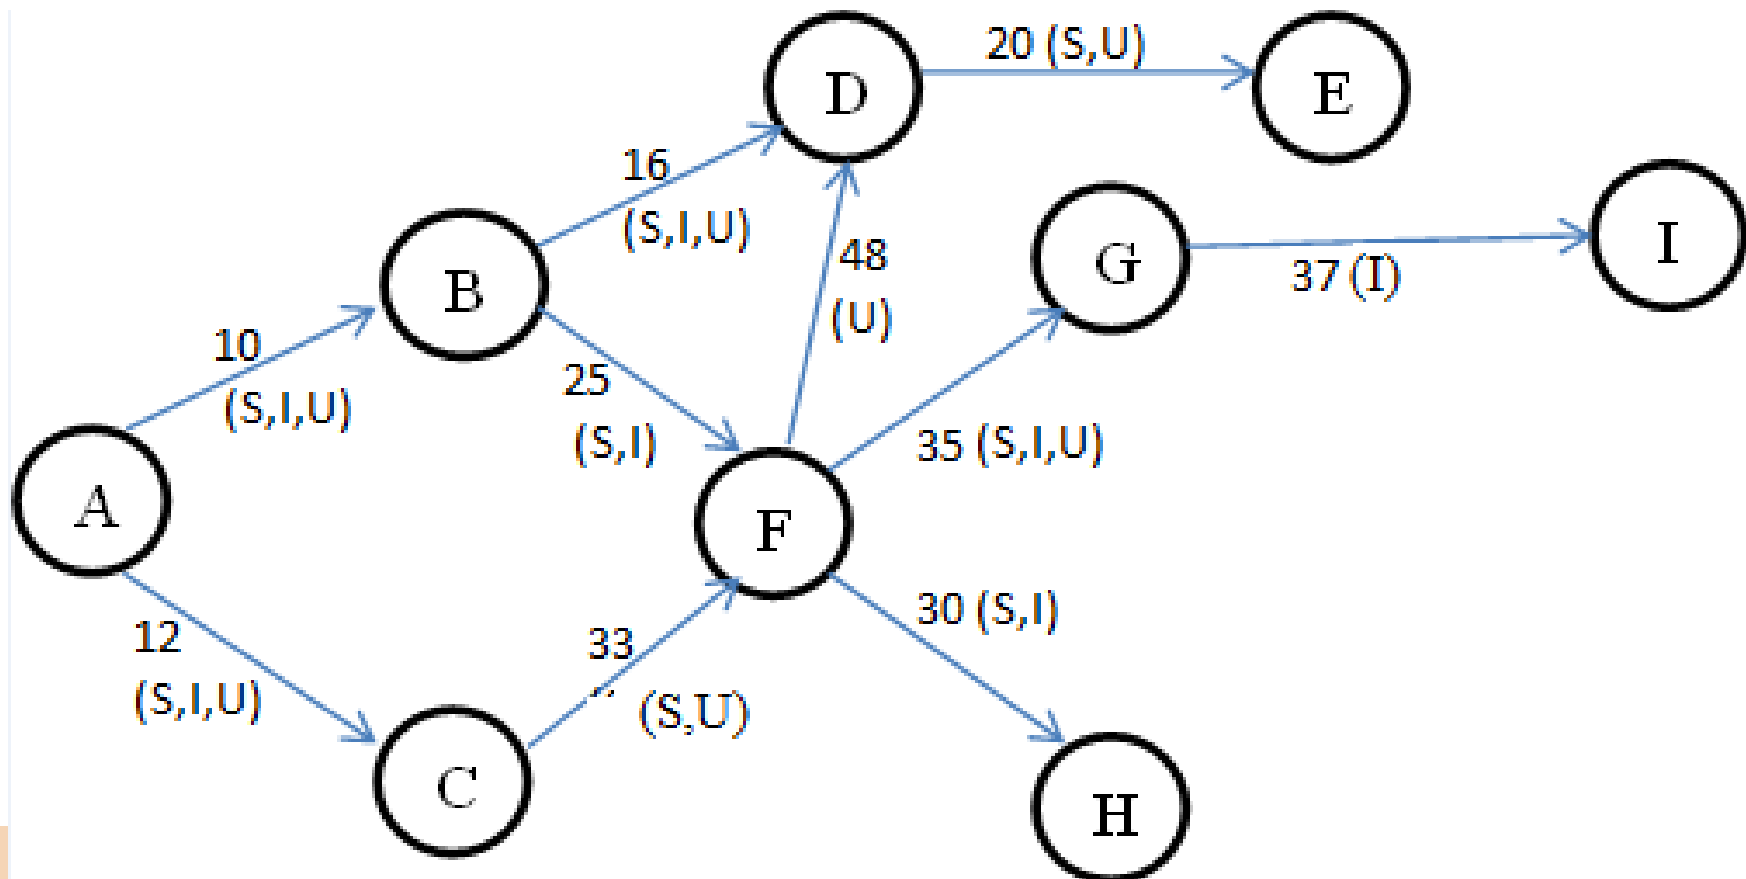 20 (S,U)
D
E
16
(S,I,U)
48
(U)
G
I
37 (I)
B
10
(S,I,U)
25
(S,I)
35 (S,I,U)
A
F
12
(S,I,U)
33
(S,U)
30 (S,I)
C
H